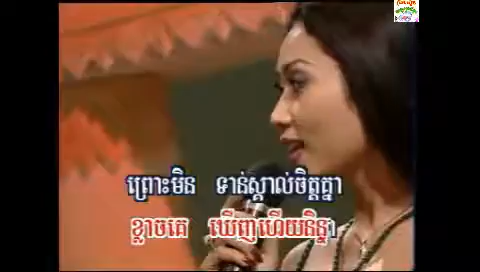 ព្រោះមិន ទាន់ស្គាល់ចិត្តគ្នា
ខ្លាចគេ ឃើញហើយនិន្ទា